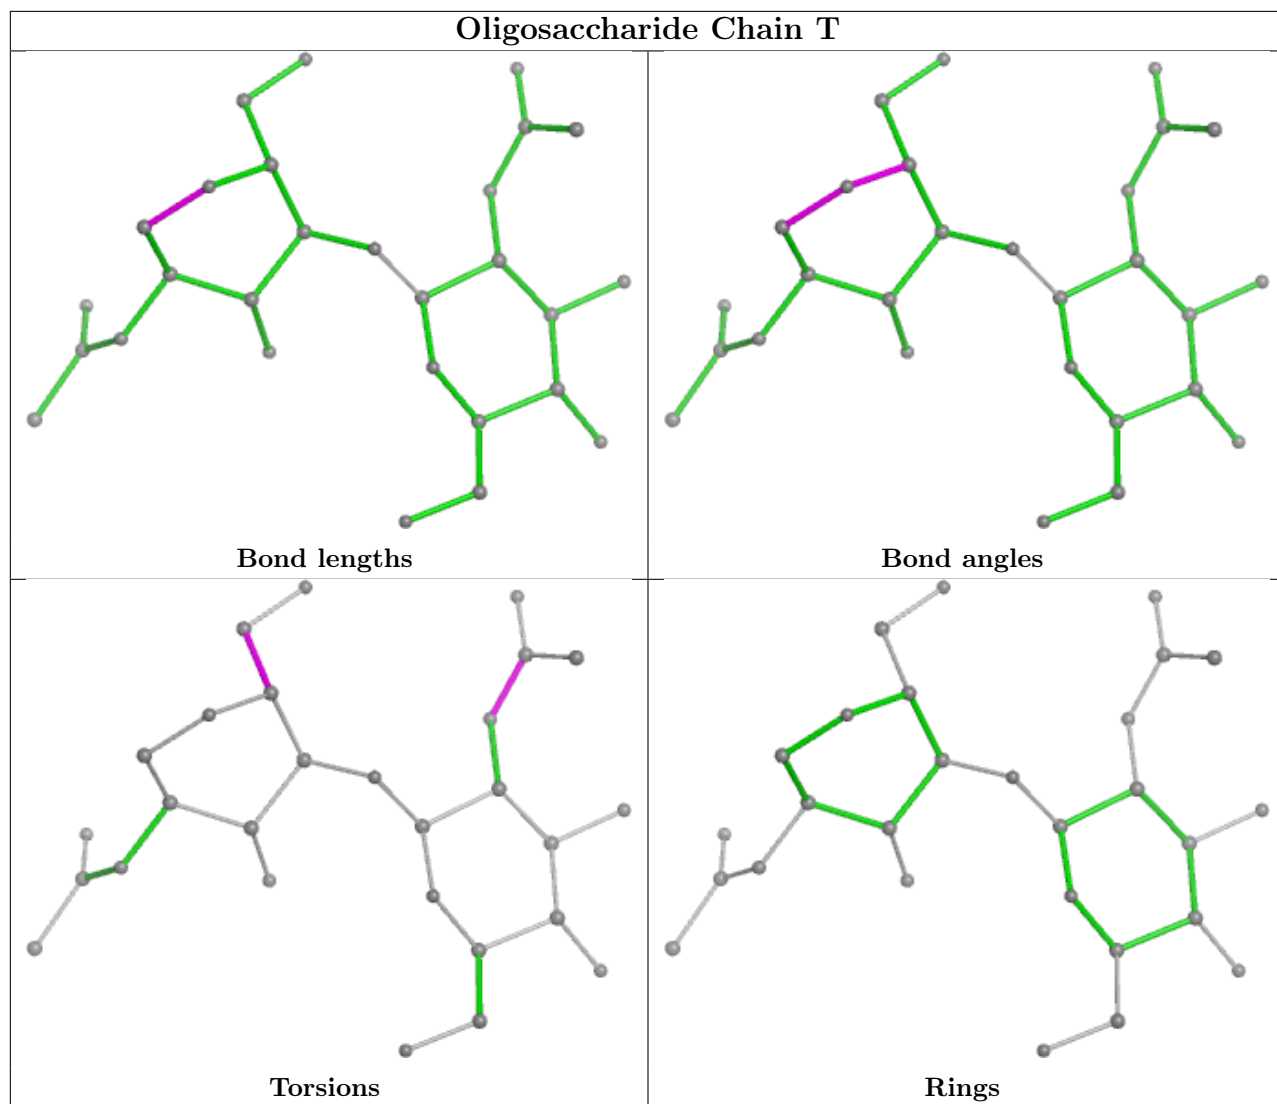 Oligosaccharide Chain T
Bond lengths
Bond angles
Torsions
Rings